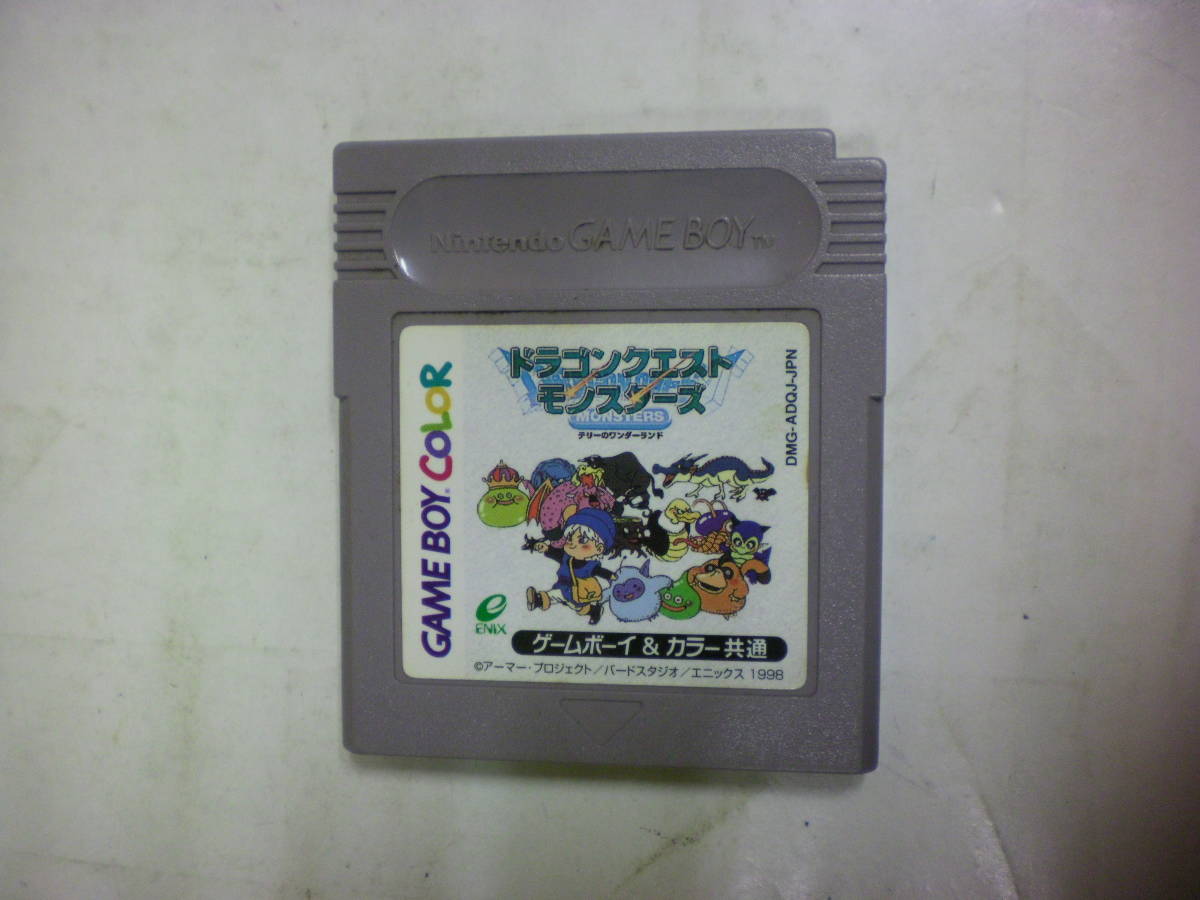 Nintendo GAME BOY TM
ドラゴンクエスト
モンスターズ
MONSTERS
テリーのワンダーランド
DMG-ADQJ-JPN
GAME BOY COLOR
ENIX
ゲームボーイ & カラー共通
©アーマー・プロジェクト/バードスタジオ/エニックス 1998